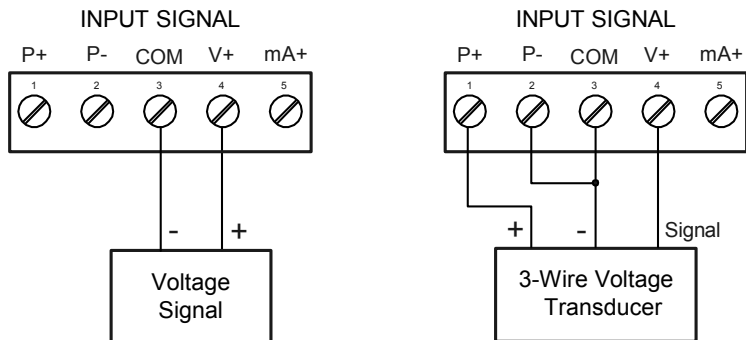 INPUT SIGNAL
P+ P- COM V+ mA+
1 2 3 4 5
- +
Voltage
Signal
INPUT SIGNAL
P+ P- COM V+ mA+
1 2 3 4 5
+ - Signal
3-Wire Voltage
Transducer